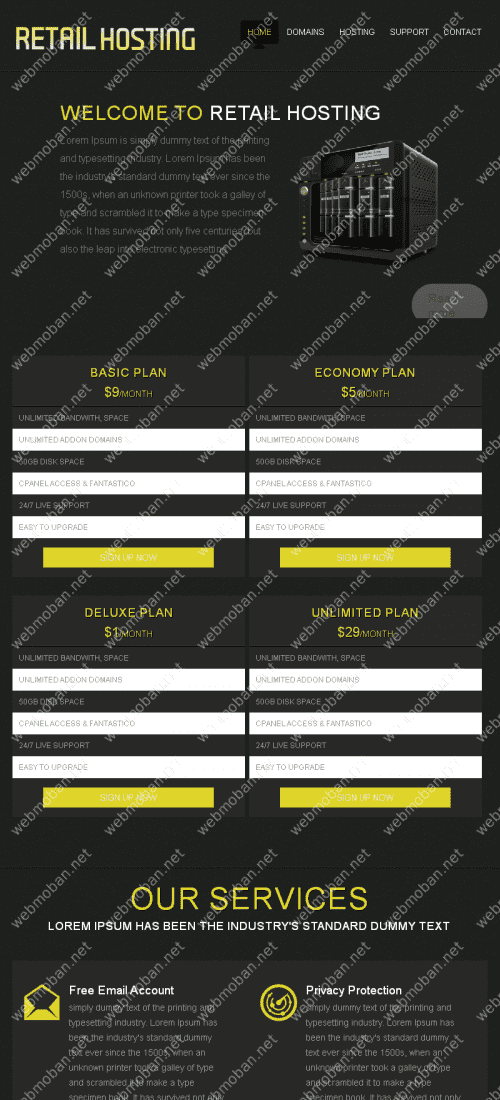 RETAIL HOSTING
HOME DOMAINS HOSTING SUPPORT CONTACT
WELCOME TO RETAIL HOSTING
Lorem Ipsum is simply dummy text of the printing
and typesetting industry. Lorem Ipsum has been
the industry's standard dummy text ever since the
1500s, when an unknown printer took a galley of
type and scrambled it to make a type specimen
book. It has survived not only five centuries, but
also the leap into electronic typesetting
BASIC PLAN
$9/MONTH
UNLIMITED BANDWITH, SPACE
UNLIMITED ADDON DOMAINS
50GB DISK SPACE
CPANEL ACCESS & FANTASTICO
24/7 LIVE SUPPORT
EASY TO UPGRADE
SIGN UP NOW
ECONOMY PLAN
$5/MONTH
UNLIMITED BANDWITH, SPACE
UNLIMITED ADDON DOMAINS
50GB DISK SPACE
CPANEL ACCESS & FANTASTICO
24/7 LIVE SUPPORT
EASY TO UPGRADE
SIGN UP NOW
DELUXE PLAN
$1/MONTH
UNLIMITED BANDWITH, SPACE
UNLIMITED ADDON DOMAINS
50GB DISK SPACE
CPANEL ACCESS & FANTASTICO
24/7 LIVE SUPPORT
EASY TO UPGRADE
SIGN UP NOW
UNLIMITED PLAN
$29/MONTH
UNLIMITED BANDWITH, SPACE
UNLIMITED ADDON DOMAINS
50GB DISK SPACE
CPANEL ACCESS & FANTASTICO
24/7 LIVE SUPPORT
EASY TO UPGRADE
SIGN UP NOW
OUR SERVICES
LOREM IPSUM HAS BEEN THE INDUSTRY'S STANDARD DUMMY TEXT
Free Email Account
simply dummy text of the printing and
typesetting industry. Lorem Ipsum has
been the industry's standard dummy
text ever since the 1500s, when an
unknown printer took a galley of type
and scrambled it to make a type
specimen book. It has survived not only
Privacy Protection
simply dummy text of the printing and
typesetting industry. Lorem Ipsum has
been the industry's standard dummy
text ever since the 1500s, when an
unknown printer took a galley of type
and scrambled it to make a type
specimen book. It has survived not only
webmoban.net